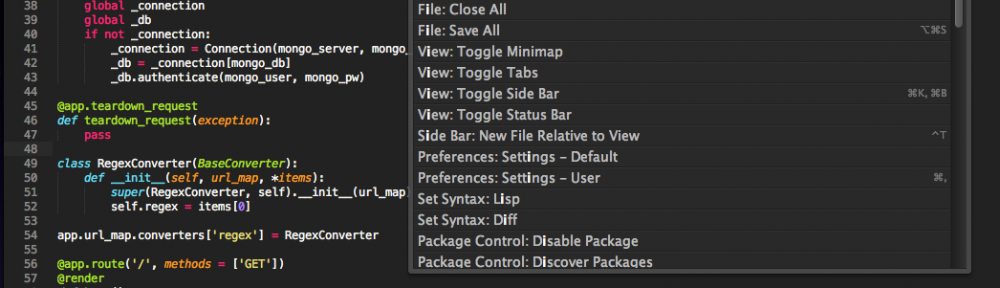 38 global _connection
39 global _db
40 if not _connection:
41 _connection = Connection(mongo_server, mongo_
42 _db = _connection[mongo_db]
43 _db.authenticate(mongo_user, mongo_pw)
44
45 @app.teardown_request
46 def teardown_request(exception):
47 pass
48
49 class RegexConverter(BaseConverter):
50 def __init__(self, url_map, *items):
51 super(RegexConverter, self).__init__(url_map)
52 self.regex = items[0]
53
54 app.url_map.converters['regex'] = RegexConverter
55
56 @app.route('/', methods = ['GET'])
57 @render
File: Close All
File: Save All ⌥⌘S
View: Toggle Minimap
View: Toggle Tabs
View: Toggle Side Bar ⌘K, ⌘B
View: Toggle Status Bar
Side Bar: New File Relative to View ^T
Preferences: Settings – Default
Preferences: Settings – User ⌘,
Set Syntax: Lisp
Set Syntax: Diff
Package Control: Disable Package
Package Control: Discover Packages